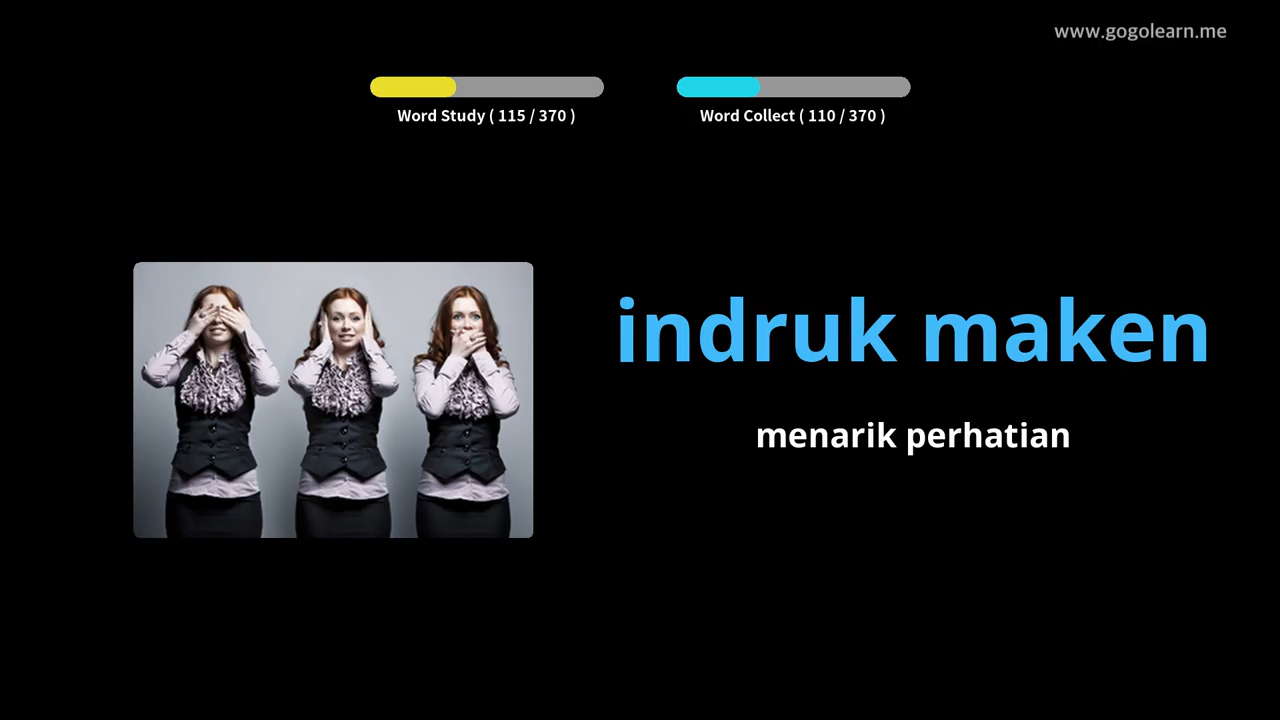 www.gogolearn.me
Word Study ( 115 / 370 )
Word Collect ( 110 / 370 )
indruk maken
menarik perhatian